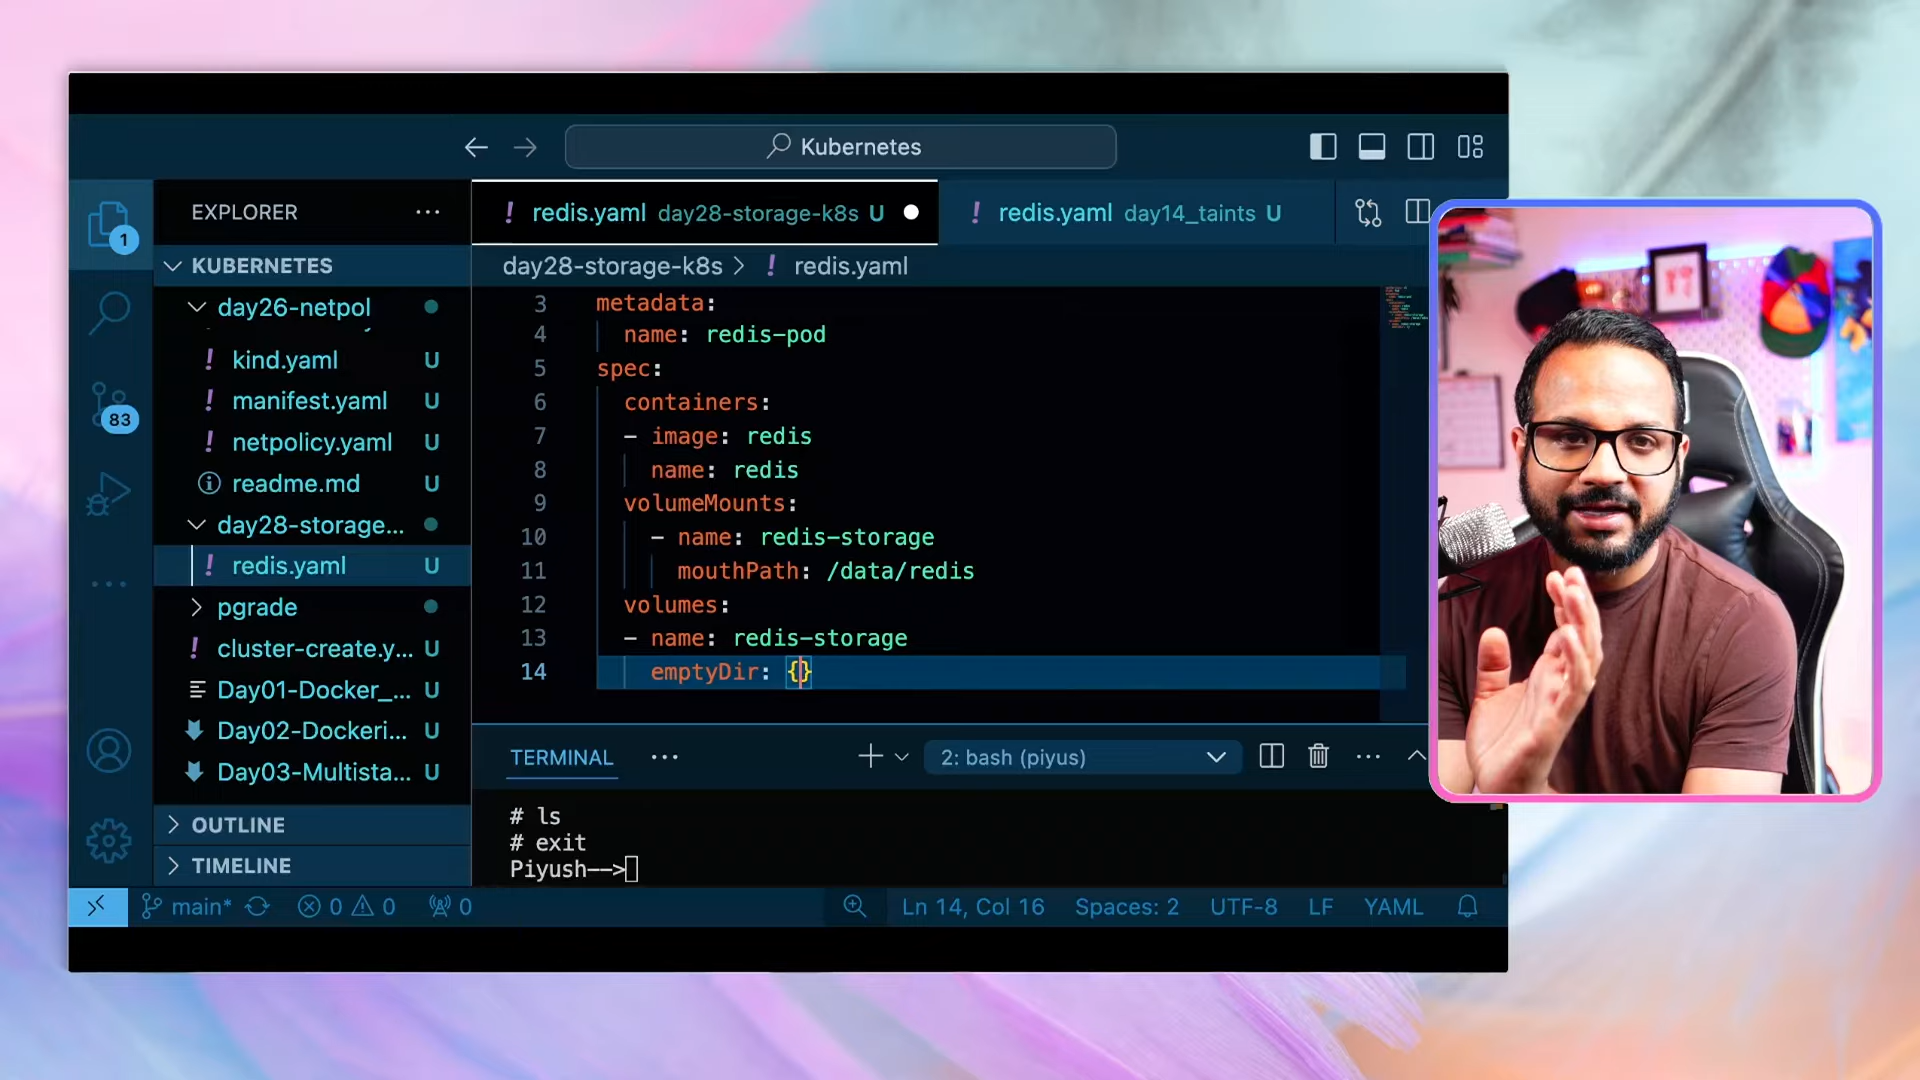 Kubernetes
EXPLORER
! redis.yaml day28-storage-k8s U
! redis.yaml day14_taints U
1
KUBERNETES
day28-storage-k8s > ! redis.yaml
day26-netpol
! kind.yaml U
! manifest.yaml U
! netpolicy.yaml U
readme.md U
day28-storage...
! redis.yaml U
pgrade
! cluster-create.y... U
Day01-Docker_... U
Day02-Dockeri... U
Day03-Multista... U
OUTLINE
TIMELINE
83
3 metadata:
4 name: redis-pod
5 spec:
6 containers:
7 - image: redis
8 name: redis
9 volumeMounts:
10 - name: redis-storage
11 mouthPath: /data/redis
12 volumes:
13 - name: redis-storage
14 emptyDir: {}
TERMINAL
2: bash (piyus)
# ls
# exit
Piyush-->
main* 0 0 0
Ln 14, Col 16 Spaces: 2 UTF-8 LF YAML